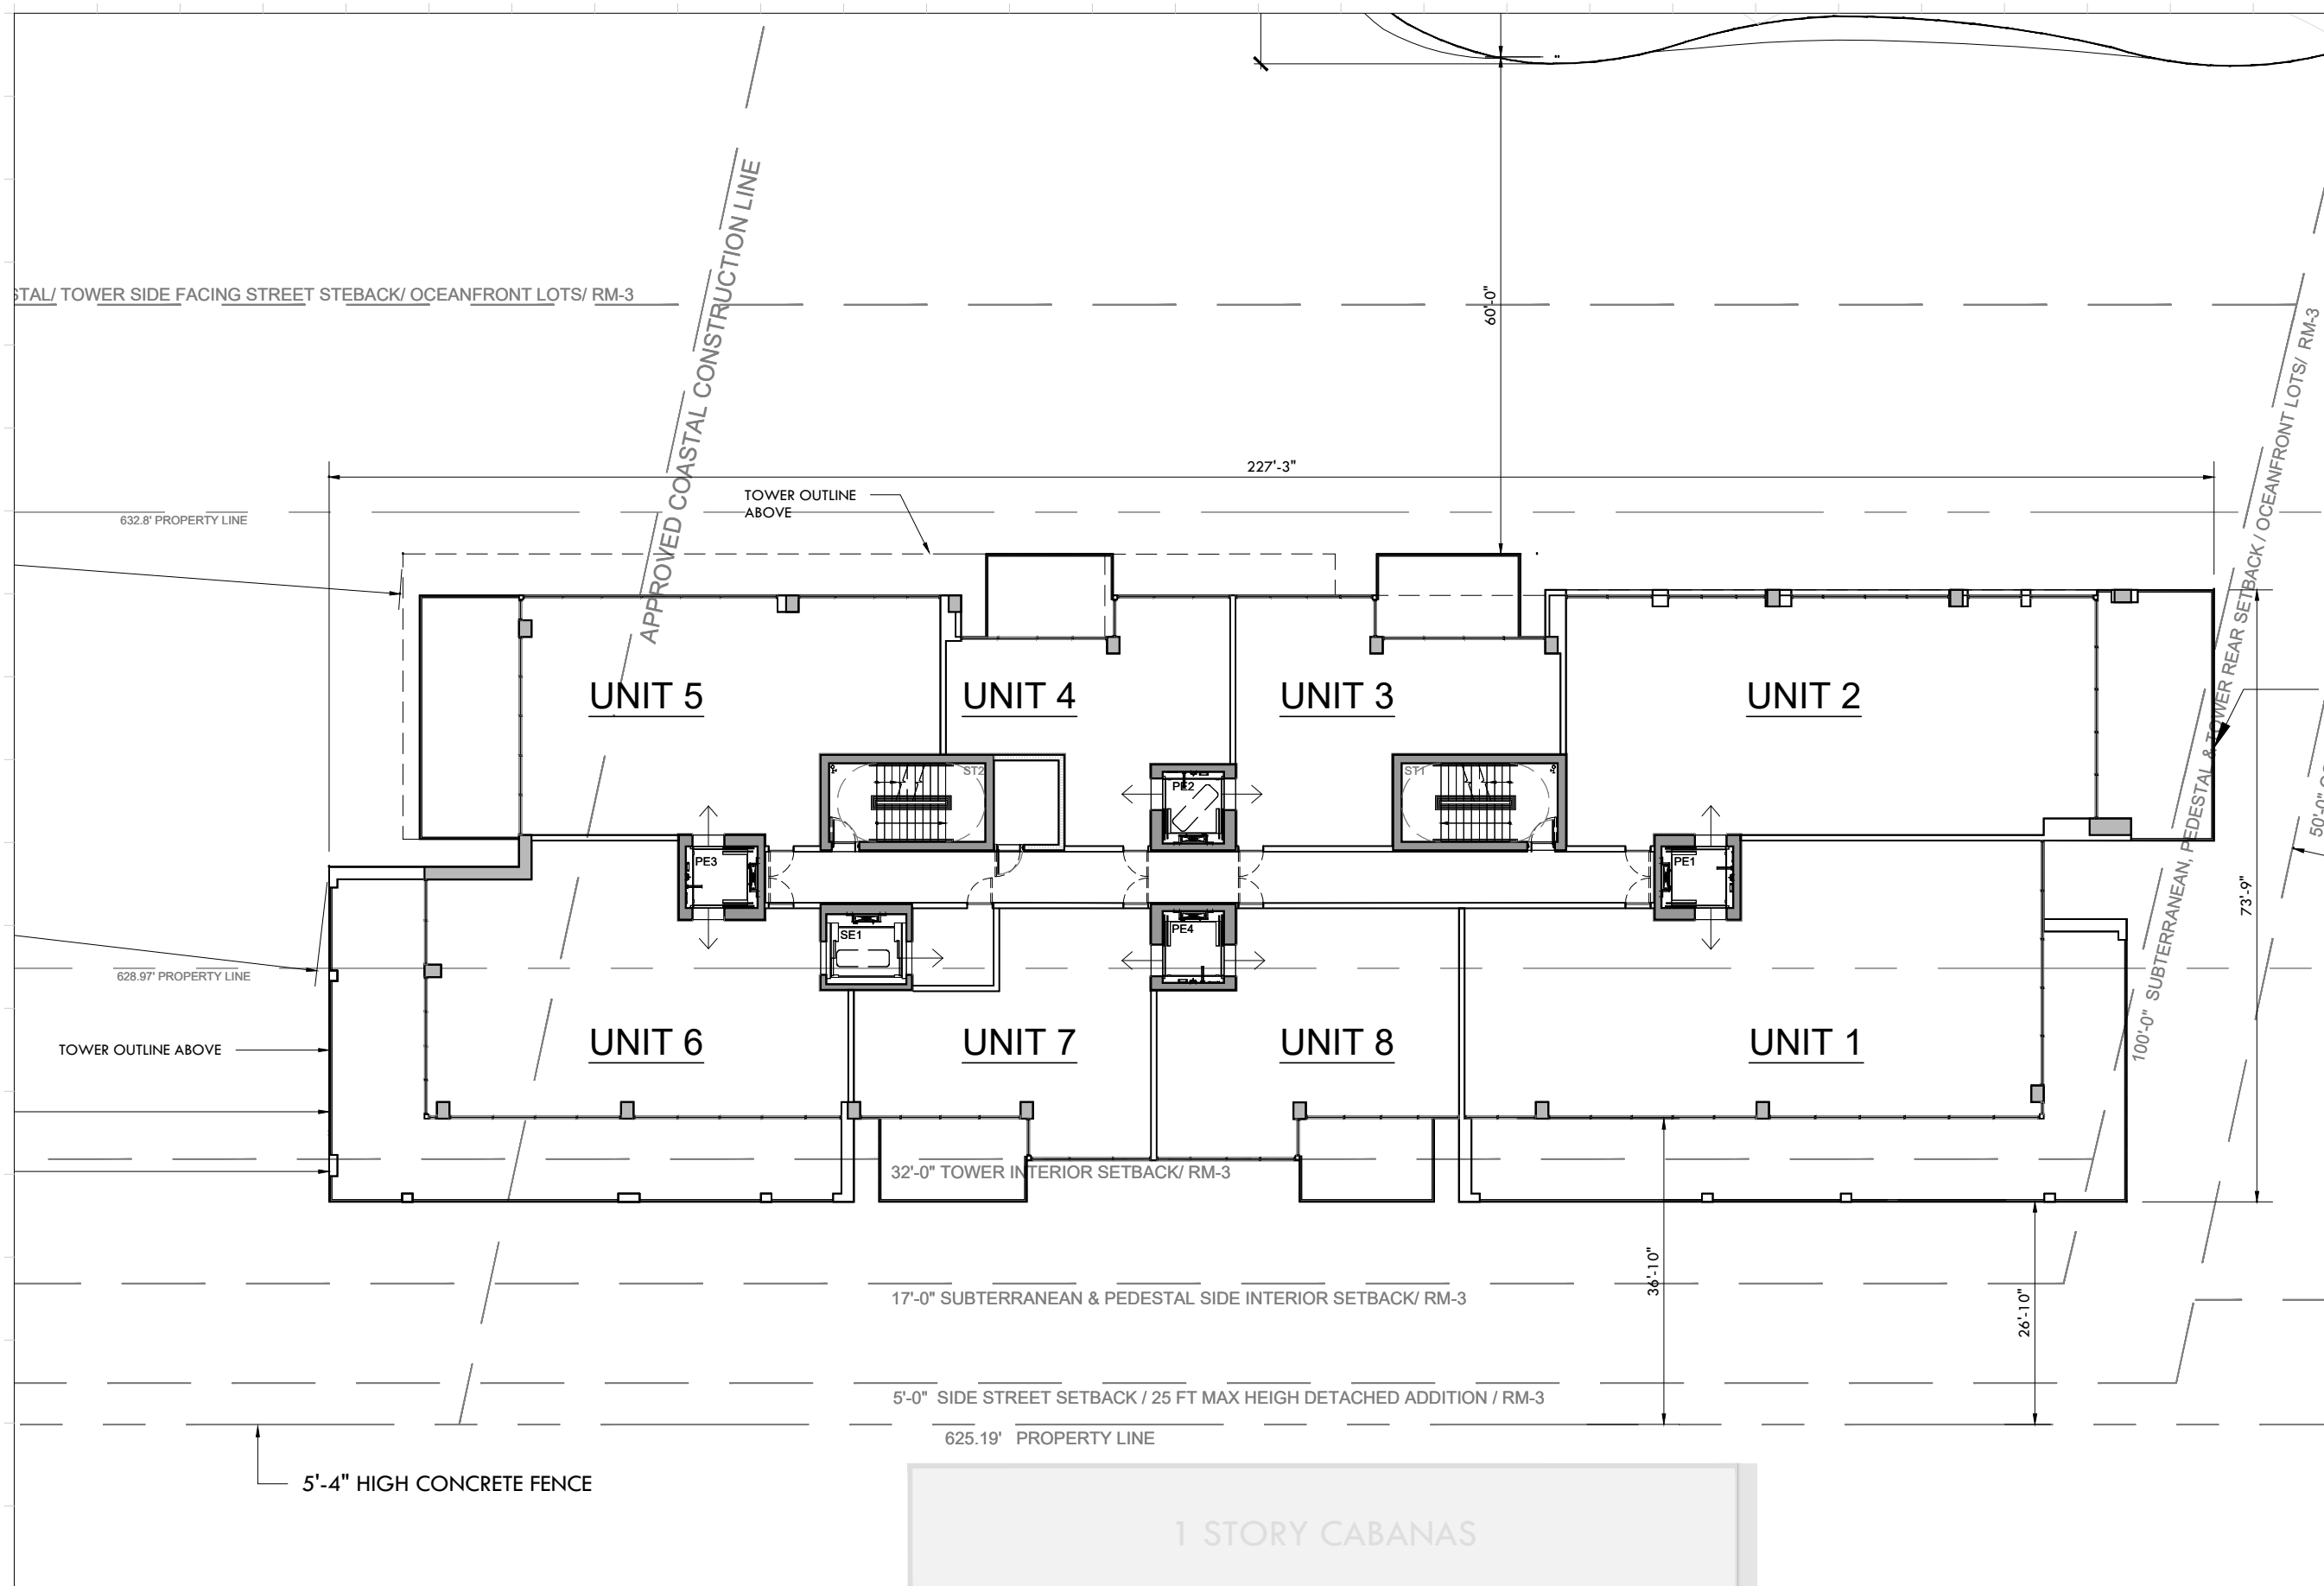 "
APPROVED COASTAL CONSTRUCTION LINE
STAL/ TOWER SIDE FACING STREET STEBACK/ OCEANFRONT LOTS/ RM-3
60'-0"
227'-3"
TOWER OUTLINE
ABOVE
632.8' PROPERTY LINE
100'-0" SUBTERRANEAN, PEDESTAL & TOWER REAR SETBACK / OCEANFRONT LOTS/ RM-3
UNIT 5
UNIT 4
UNIT 3
UNIT 2
ST2
PE2
ST1
50'-0"
PE3
PE1
73'-9"
SE1
PE4
628.97' PROPERTY LINE
UNIT 6
UNIT 7
UNIT 8
UNIT 1
TOWER OUTLINE ABOVE
32'-0" TOWER INTERIOR SETBACK/ RM-3
36'-10"
26'-10"
17'-0" SUBTERRANEAN & PEDESTAL SIDE INTERIOR SETBACK/ RM-3
5'-0" SIDE STREET SETBACK / 25 FT MAX HEIGH DETACHED ADDITION / RM-3
625.19' PROPERTY LINE
5'-4" HIGH CONCRETE FENCE
1 STORY CABANAS